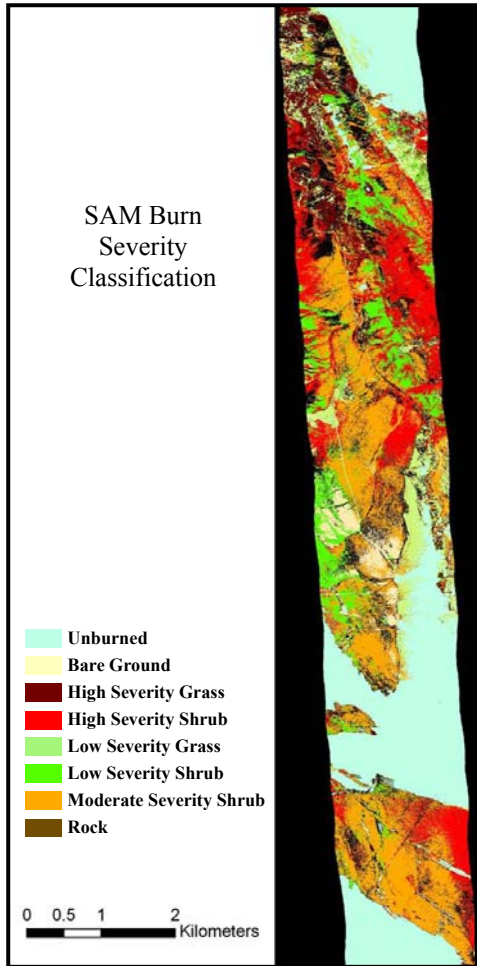 SAM Burn
Severity
Classification
Unburned
Bare Ground
High Severity Grass
High Severity Shrub
Low Severity Grass
Low Severity Shrub
Moderate Severity Shrub
Rock
0 0.5 1 2
Kilometers